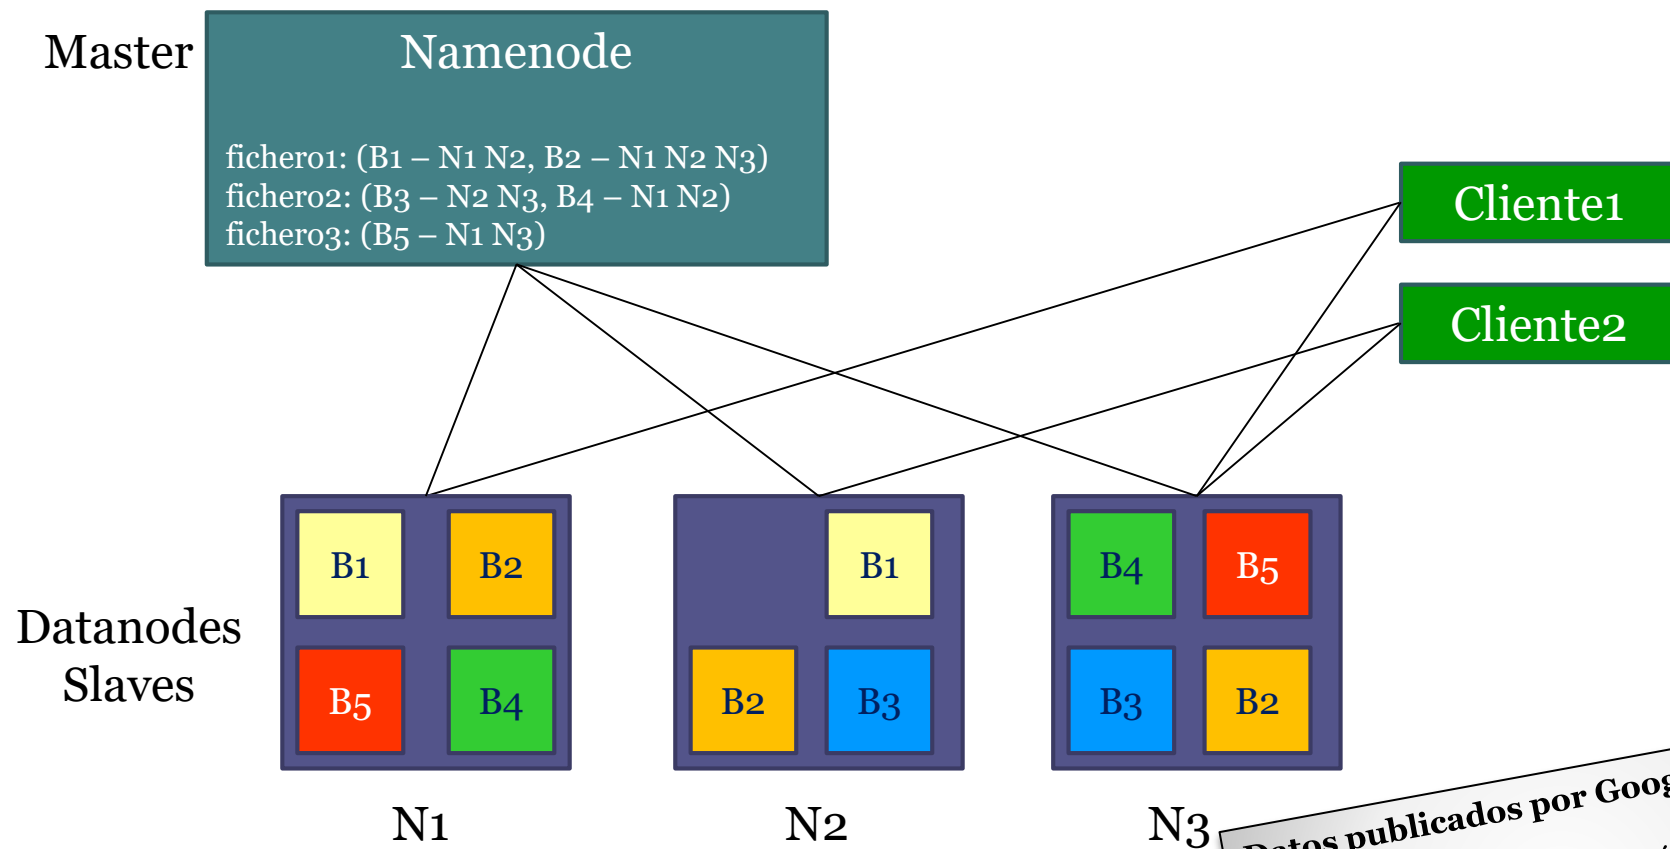 Master
Namenode
fichero1: (B1 – N1 N2, B2 – N1 N2 N3)
fichero2: (B3 – N2 N3, B4 – N1 N2)
fichero3: (B5 – N1 N3)
Cliente1
Cliente2
Datanodes
Slaves
B1
B2
B5
B4
B1
B2
B3
B4
B5
B3
B2
N1
N2
N3
publicados por